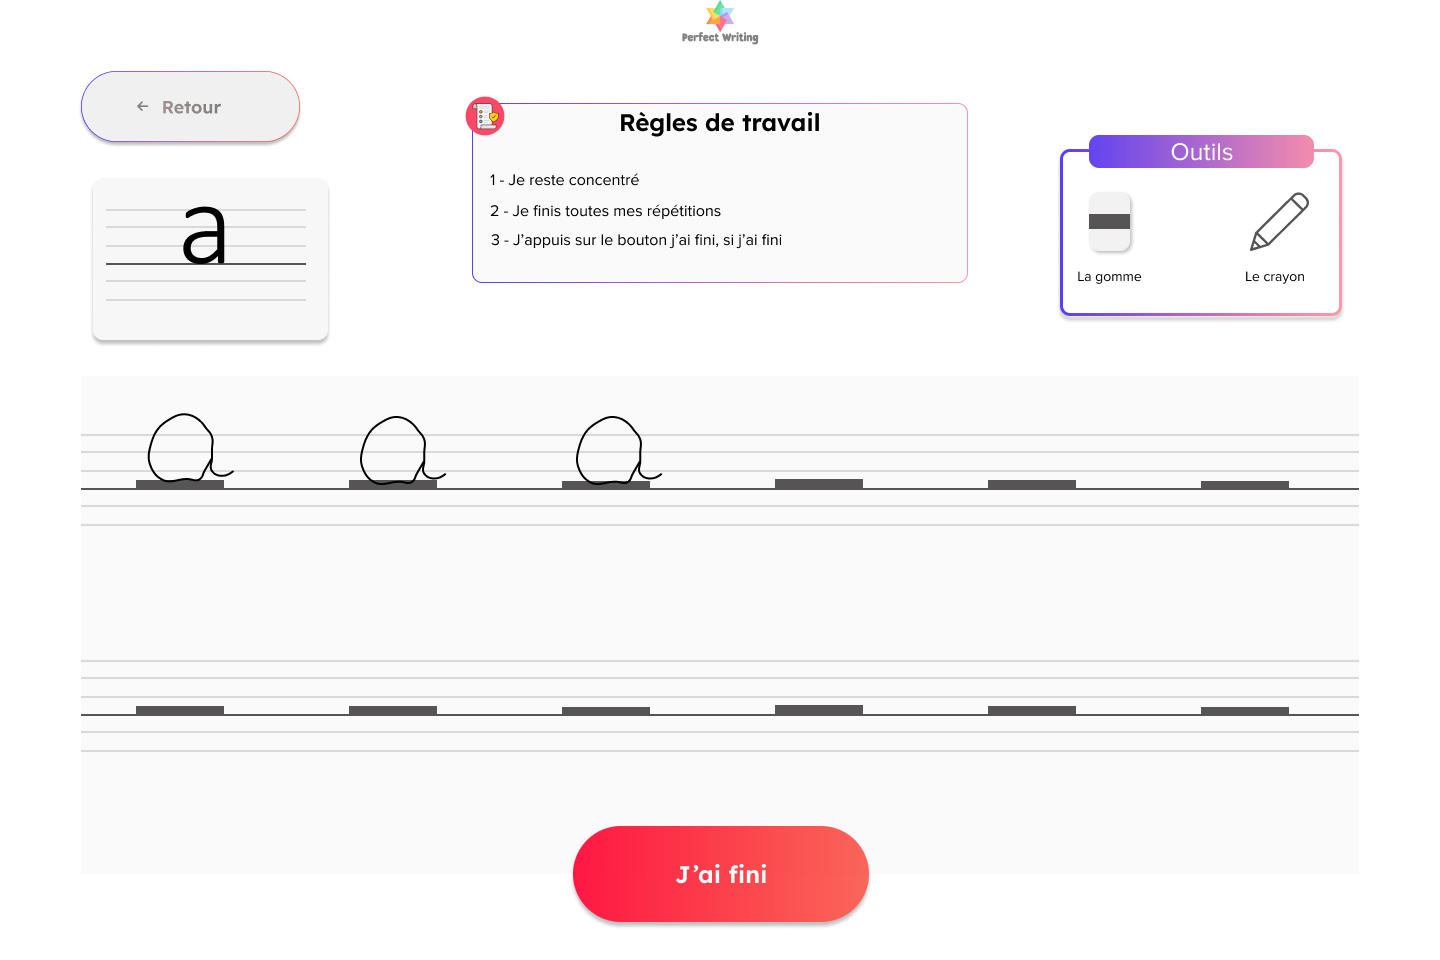 Perfect Writing
← Retour
Règles de travail
1 - Je reste concentré
2 - Je finis toutes mes répétitions
3 - J’appuis sur le bouton j’ai fini, si j’ai fini
Outils
La gomme Le crayon
a
a a a
J’ai fini